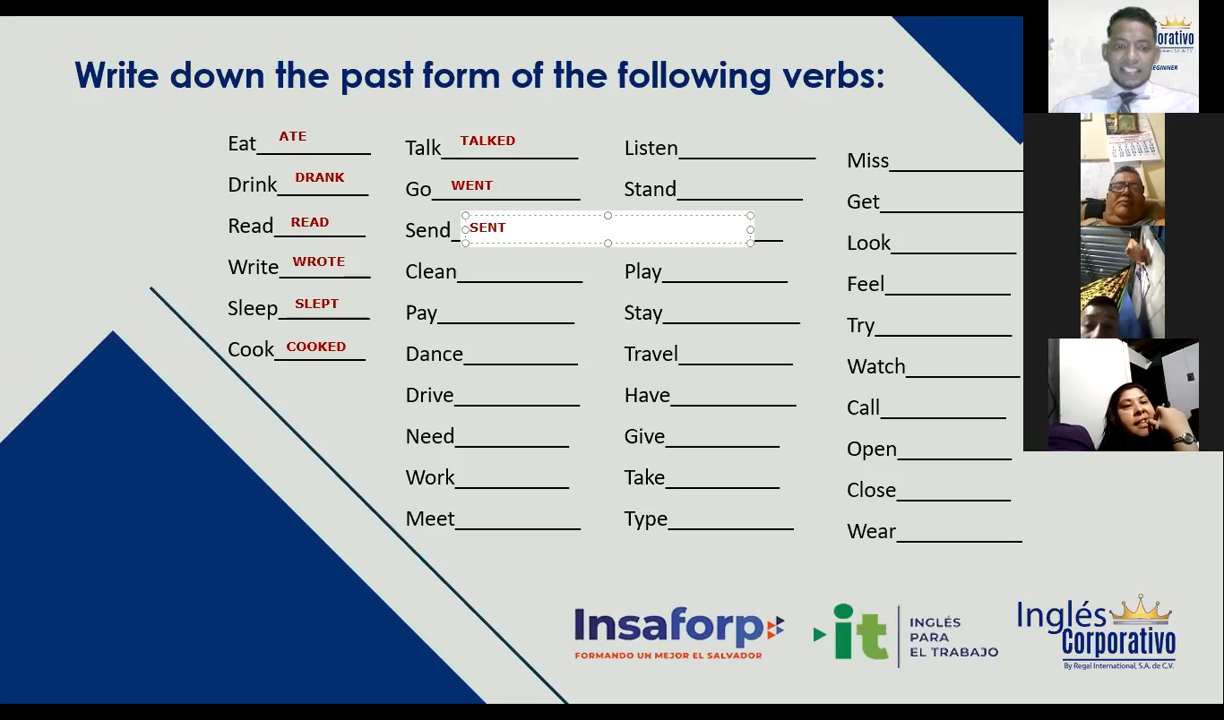 Write down the past form of the following verbs:
Eat ATE
Drink DRANK
Read READ
Write WROTE
Sleep SLEPT
Cook COOKED
Talk TALKED
Go WENT
Send SENT
Clean
Pay
Dance
Drive
Need
Work
Meet
Listen
Stand
Play
Stay
Travel
Have
Give
Take
Type
Miss
Get
Look
Feel
Try
Watch
Call
Open
Close
Wear
Insaforp
FORMANDO UN MEJOR EL SALVADOR
it
INGLÉS
PARA
EL TRABAJO
Inglés
Corporativo
By Regal International, S.A. de C.V.